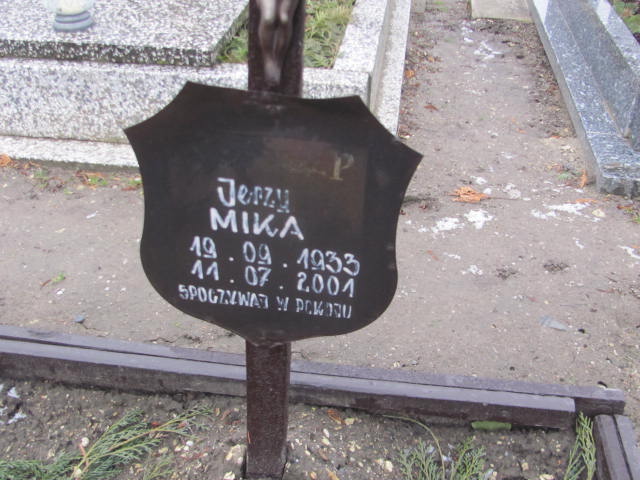 P
Jerzy
MIKA
19.09.1933
11.07.2001
SPOCZYWAJ W POKOJU